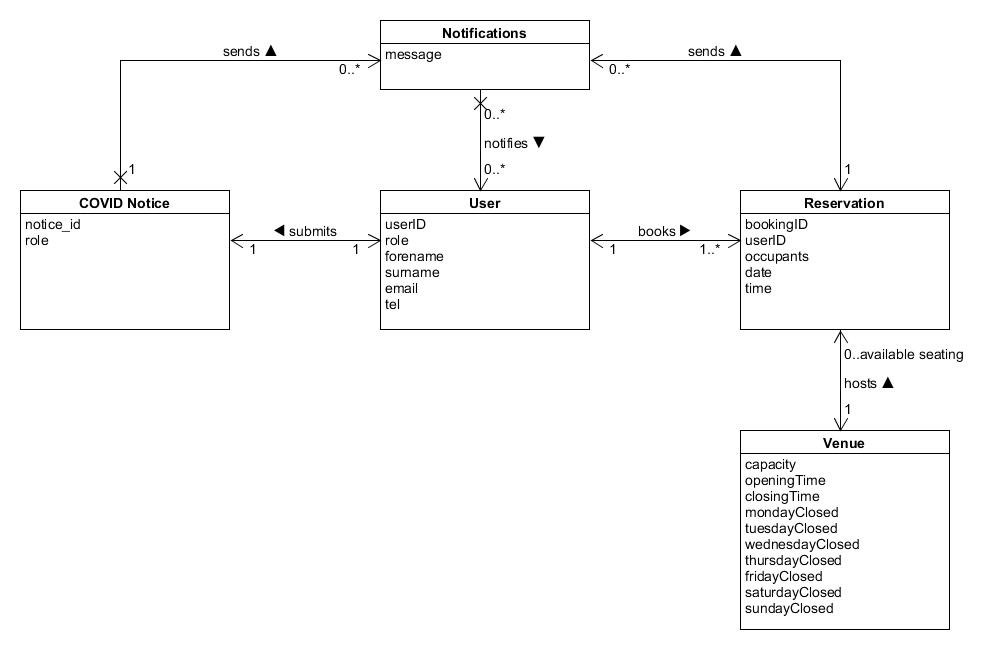 Notifications
message
sends ▲
0..*
sends ▲
0..*
0..*
notifies ▼
0..*
1
1
COVID Notice
notice_id
role
◀ submits
1
1
User
userID
role
forename
surname
email
tel
books ▶
1
1..*
Reservation
bookingID
userID
occupants
date
time
0..available seating
hosts ▲
1
Venue
capacity
openingTime
closingTime
mondayClosed
tuesdayClosed
wednesdayClosed
thursdayClosed
fridayClosed
saturdayClosed
sundayClosed